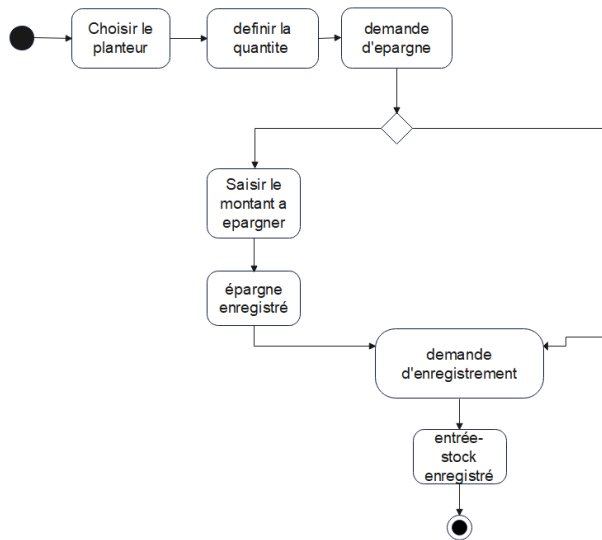 Choisir le
planteur
definir la
quantite
demande
d'epargne
Saisir le
montant a
epargner
épargne
enregistré
demande
d'enregistrement
entrée-
stock
enregistré